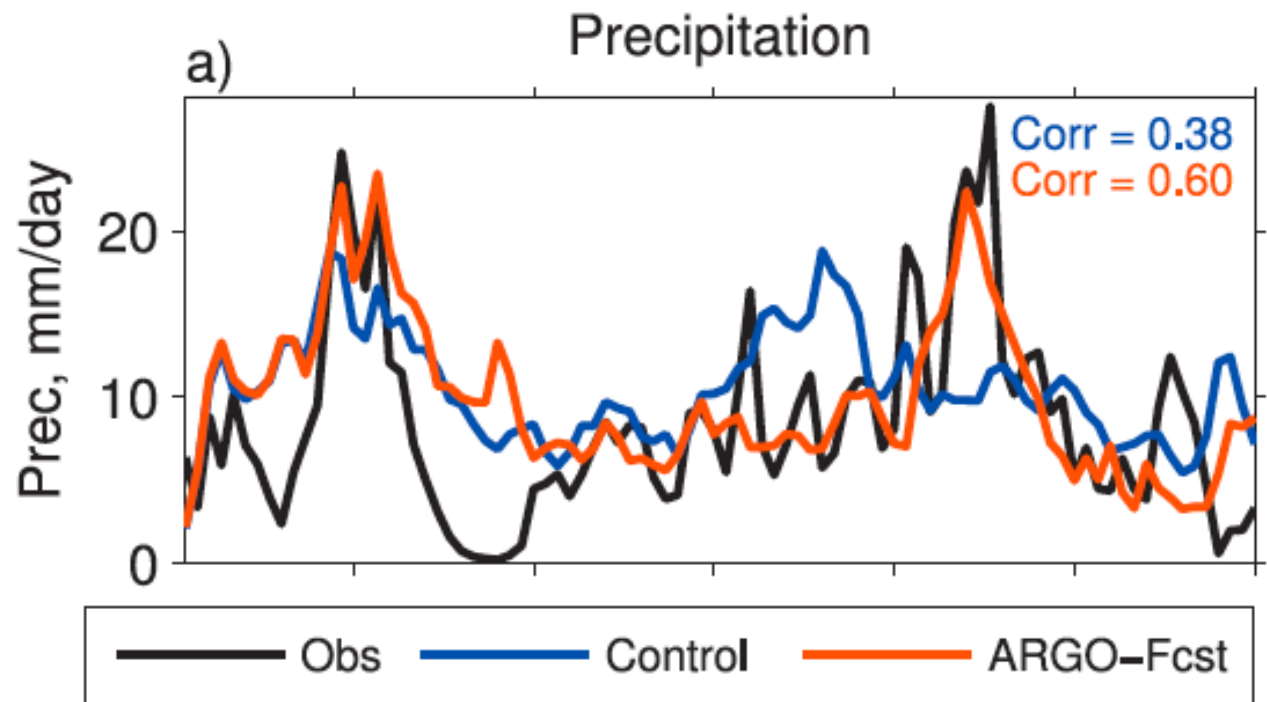 Precipitation
a)
Corr = 0.38
Corr = 0.60
Prec, mm/day
20
10
0
Obs
Control
ARGO–Fcst